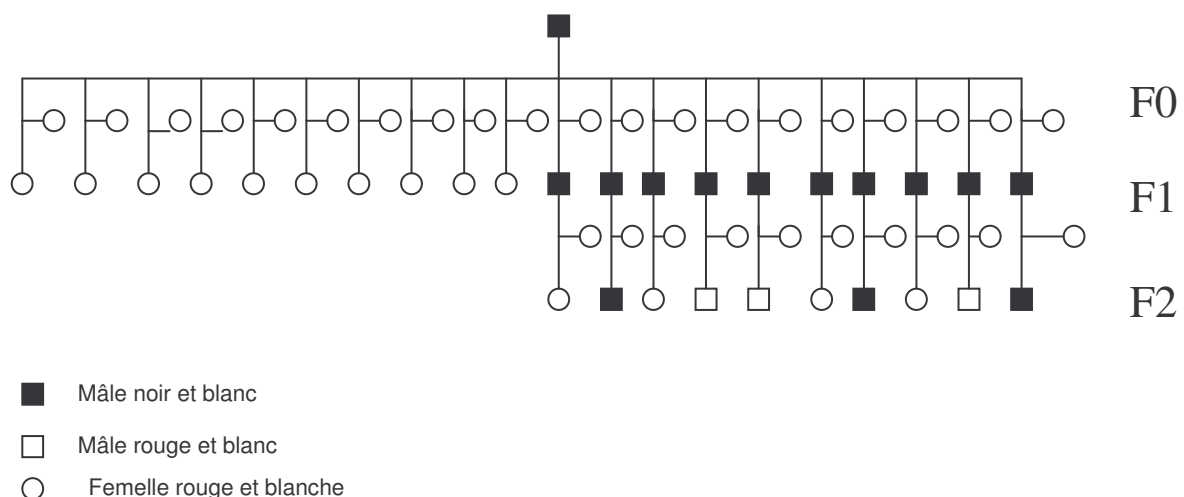 F0
F1
F2
Mâle noir et blanc
Mâle rouge et blanc
Femelle rouge et blanche